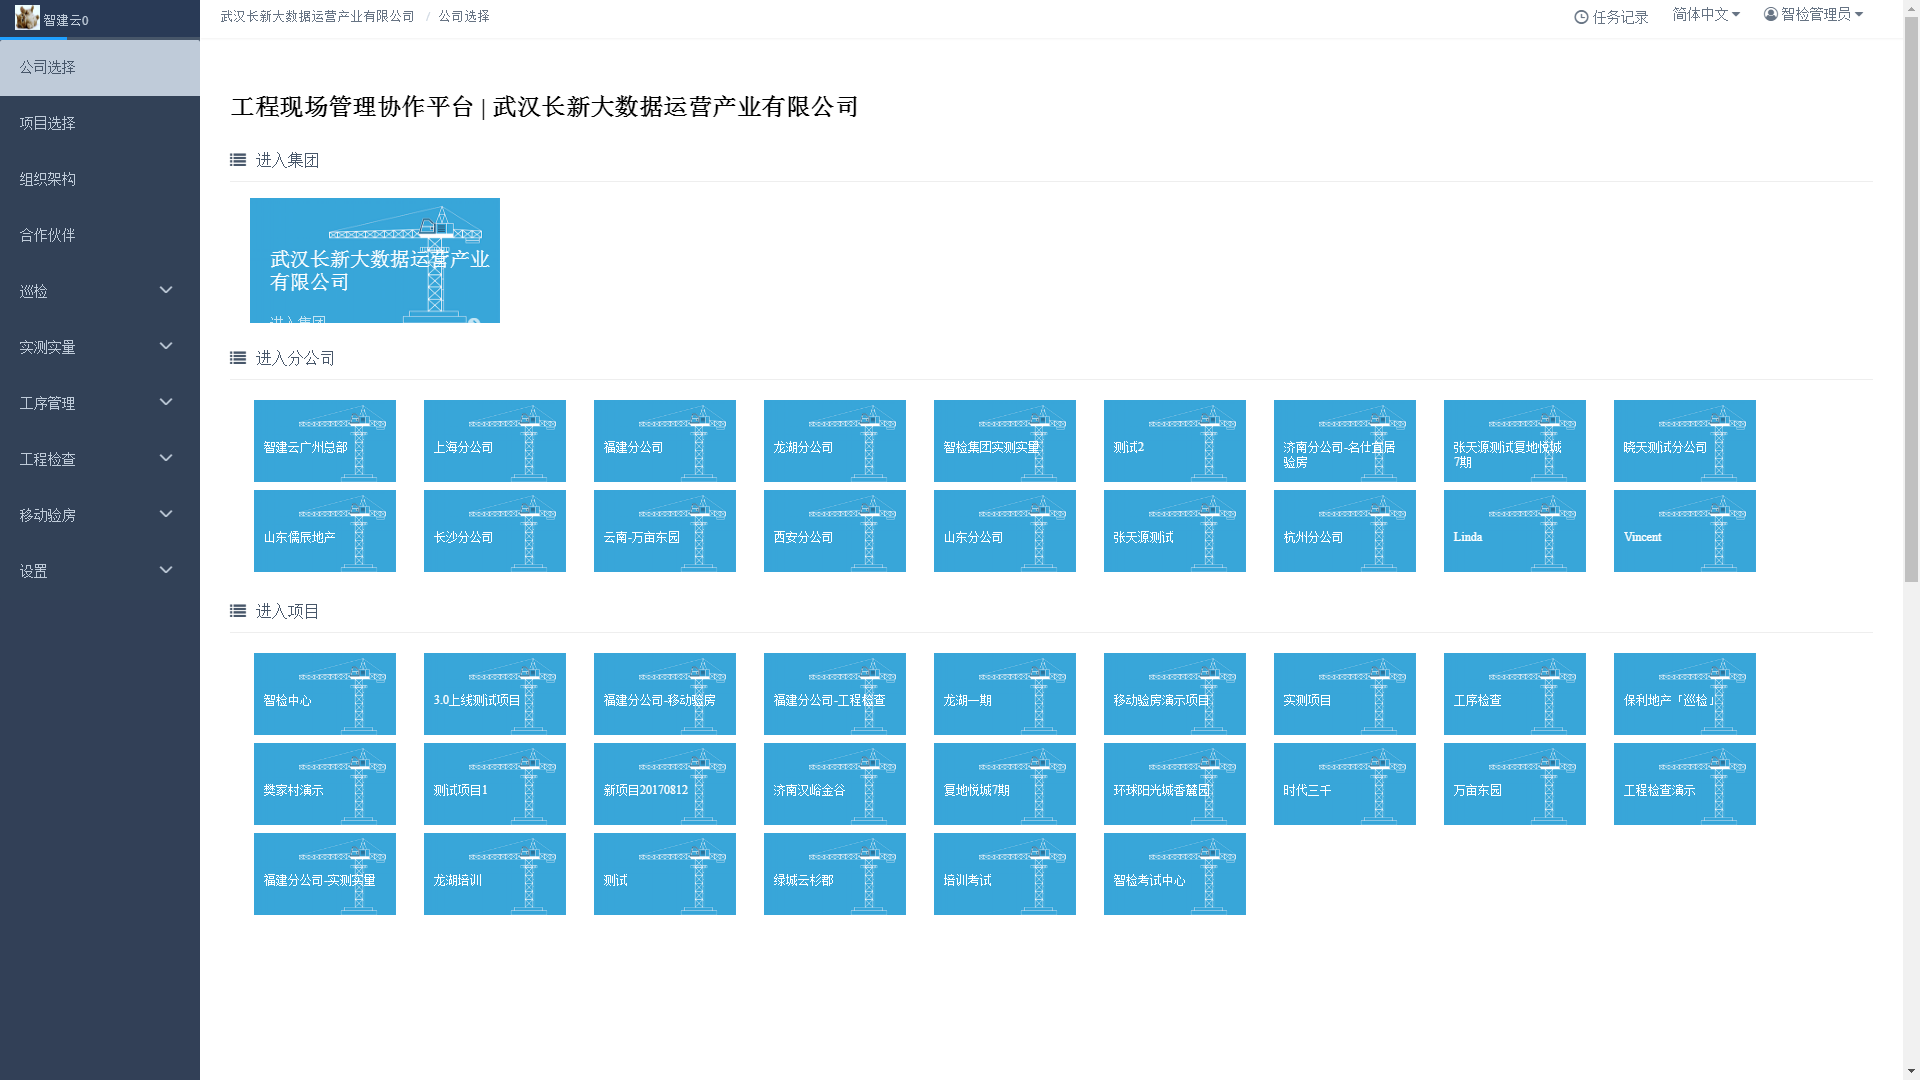 智建云0
武汉长新大数据运营产业有限公司 / 公司选择
任务记录
简体中文
智检管理员
公司选择
项目选择
组织架构
合作伙伴
巡检
实测实量
工序管理
工程检查
移动验房
设置
工程现场管理协作平台 | 武汉长新大数据运营产业有限公司
进入集团
武汉长新大数据运营产业
有限公司
进入集团
进入分公司
智建云广州总部
上海分公司
福建分公司
龙湖分公司
智检集团实测实量
测试2
济南分公司-名仕宜居
验房
张天源测试复地悦城
7期
晓天测试分公司
山东儒辰地产
长沙分公司
云南-万亩东园
西安分公司
山东分公司
张天源测试
杭州分公司
Linda
Vincent
进入项目
智检中心
3.0上线测试项目
福建分公司-移动验房
福建分公司-工程检查
龙湖一期
移动验房演示项目
实测项目
工序检查
保利地产「巡检」
樊家村演示
测试项目1
新项目20170812
济南汉峪金谷
复地悦城7期
环球阳光城香麓园
时代三千
万亩东园
工程检查演示
福建分公司-实测实量
龙湖培训
测试
绿城云杉郡
培训考试
智检考试中心